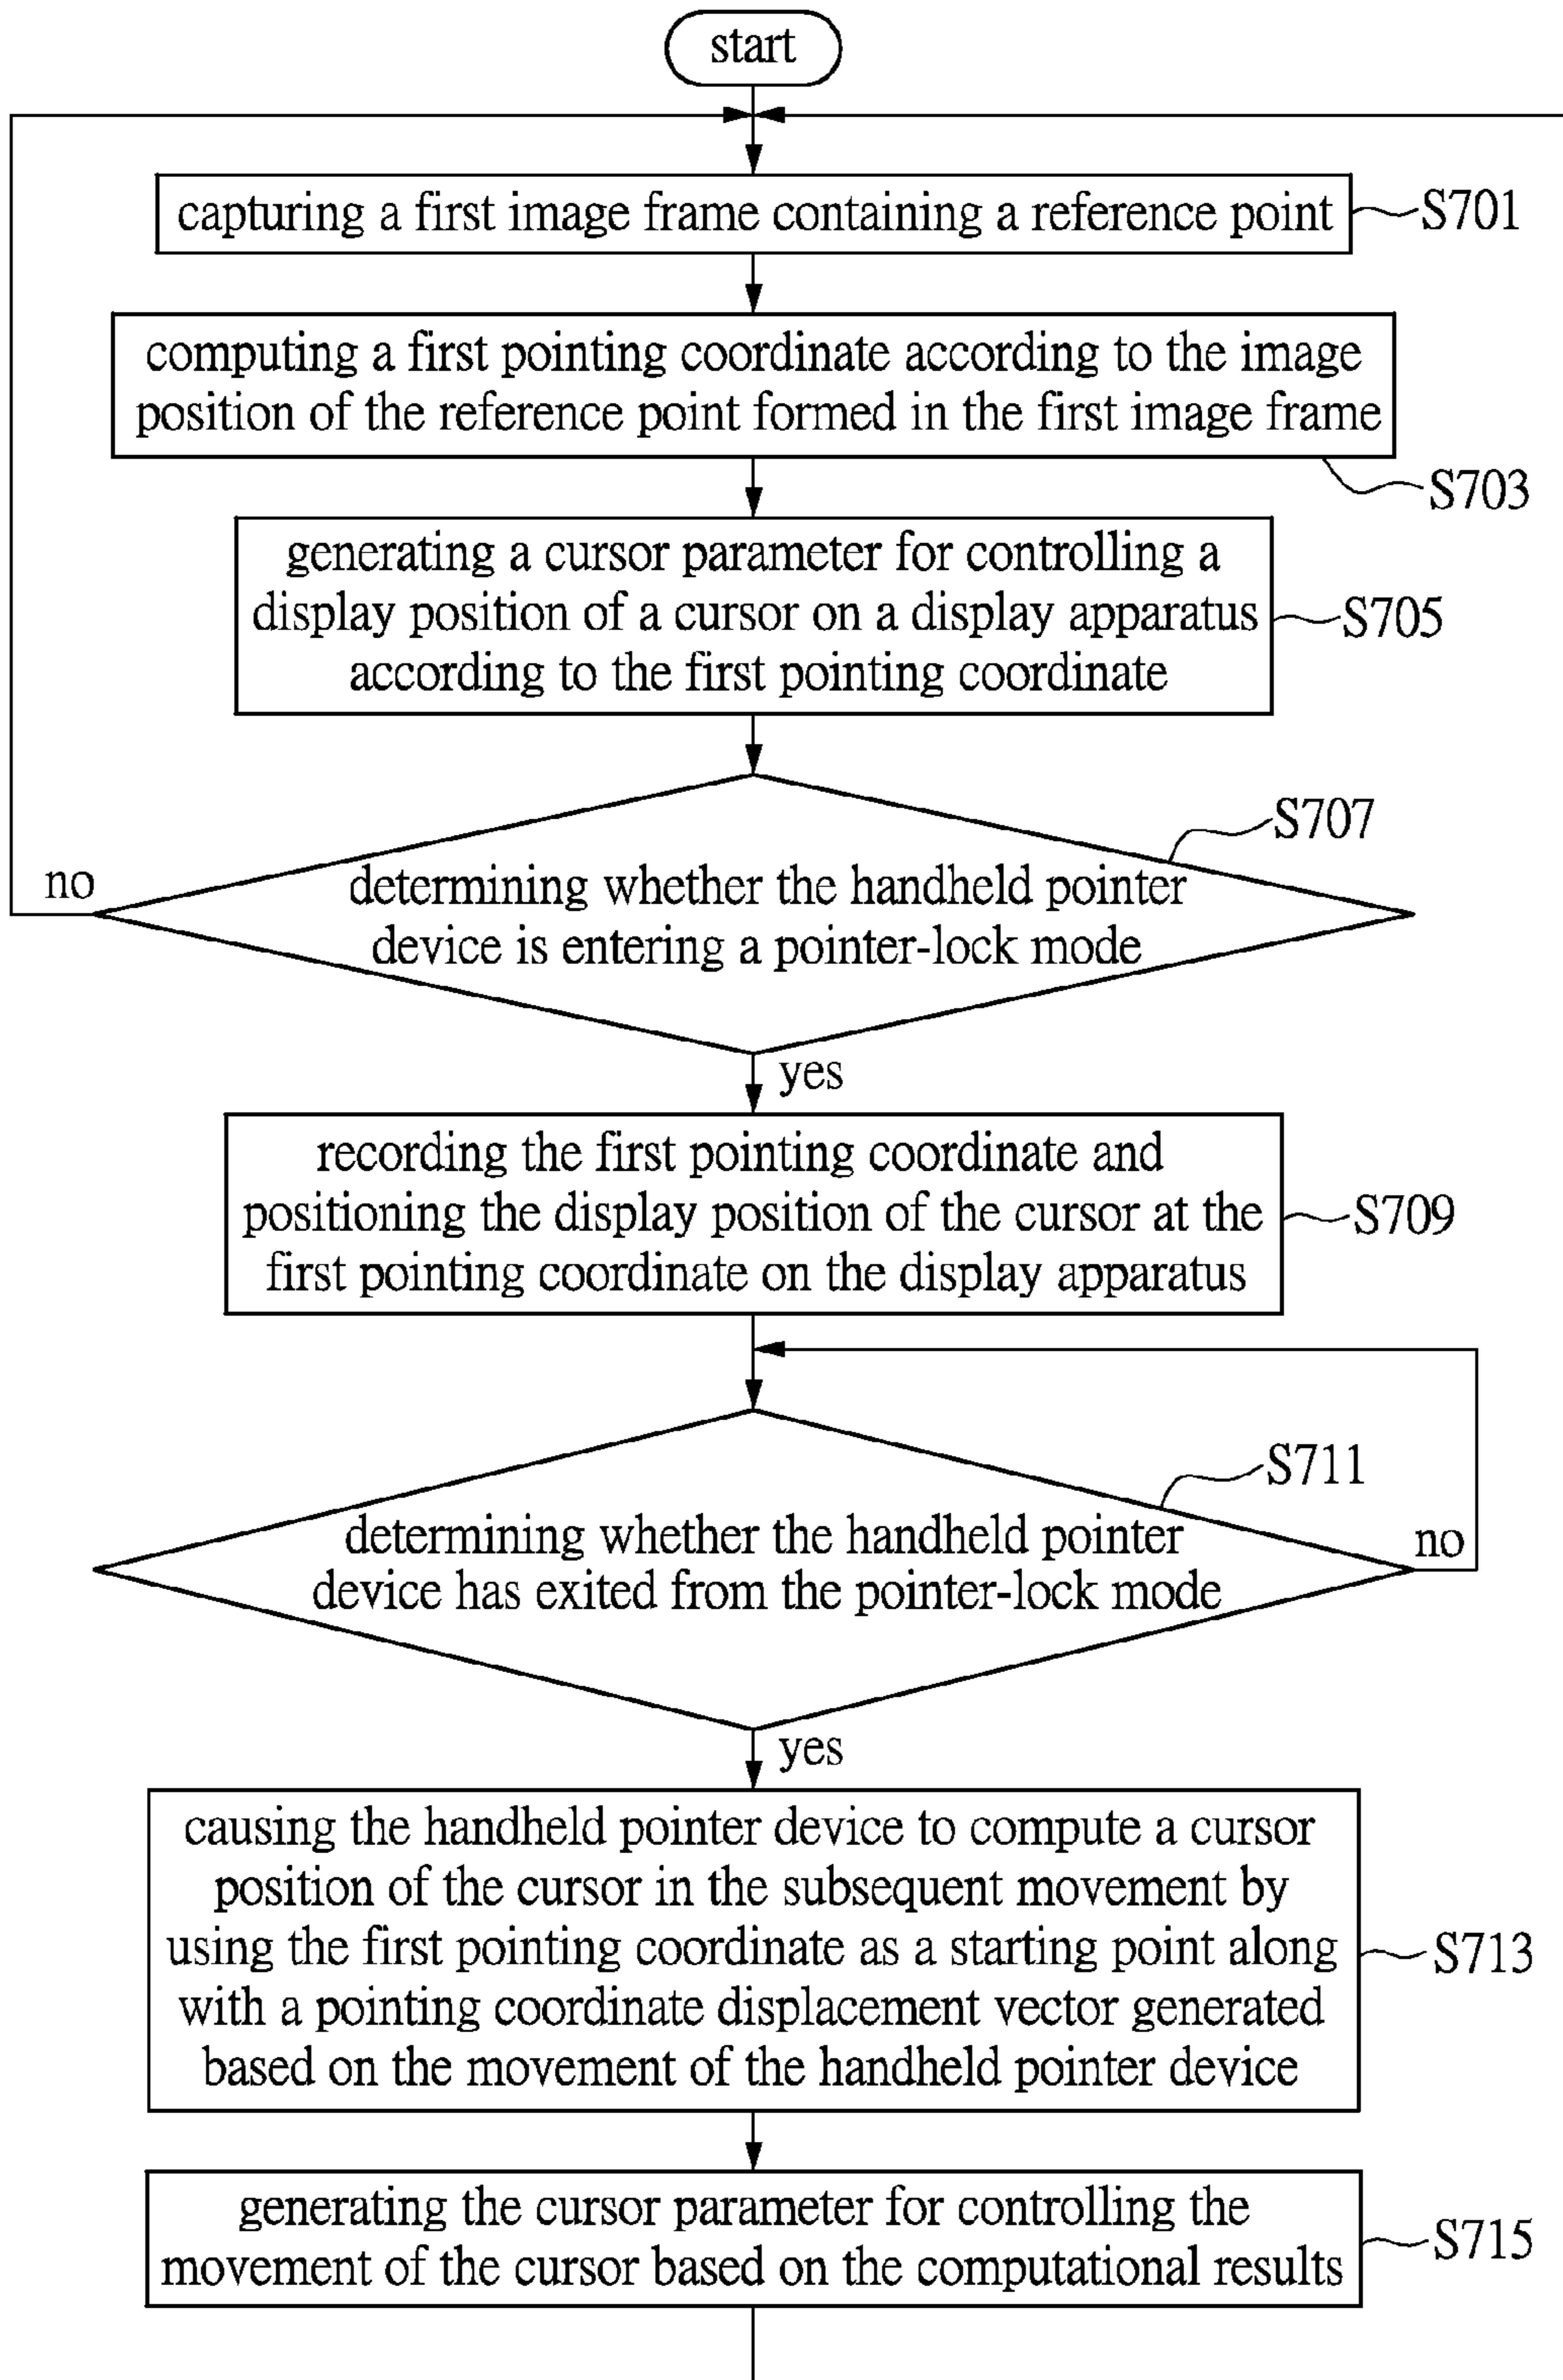 start
capturing a first image frame containing a reference point
S701
computing a first pointing coordinate according to the image
position of the reference point formed in the first image frame
S703
generating a cursor parameter for controlling a
display position of a cursor on a display apparatus
according to the first pointing coordinate
S705
S707
no
determining whether the handheld pointer
device is entering a pointer-lock mode
yes
recording the first pointing coordinate and
positioning the display position of the cursor at the
first pointing coordinate on the display apparatus
S709
S711
determining whether the handheld pointer
device has exited from the pointer-lock mode
no
yes
causing the handheld pointer device to compute a cursor
position of the cursor in the subsequent movement by
using the first pointing coordinate as a starting point along
with a pointing coordinate displacement vector generated
based on the movement of the handheld pointer device
S713
generating the cursor parameter for controlling the
movement of the cursor based on the computational results
S715